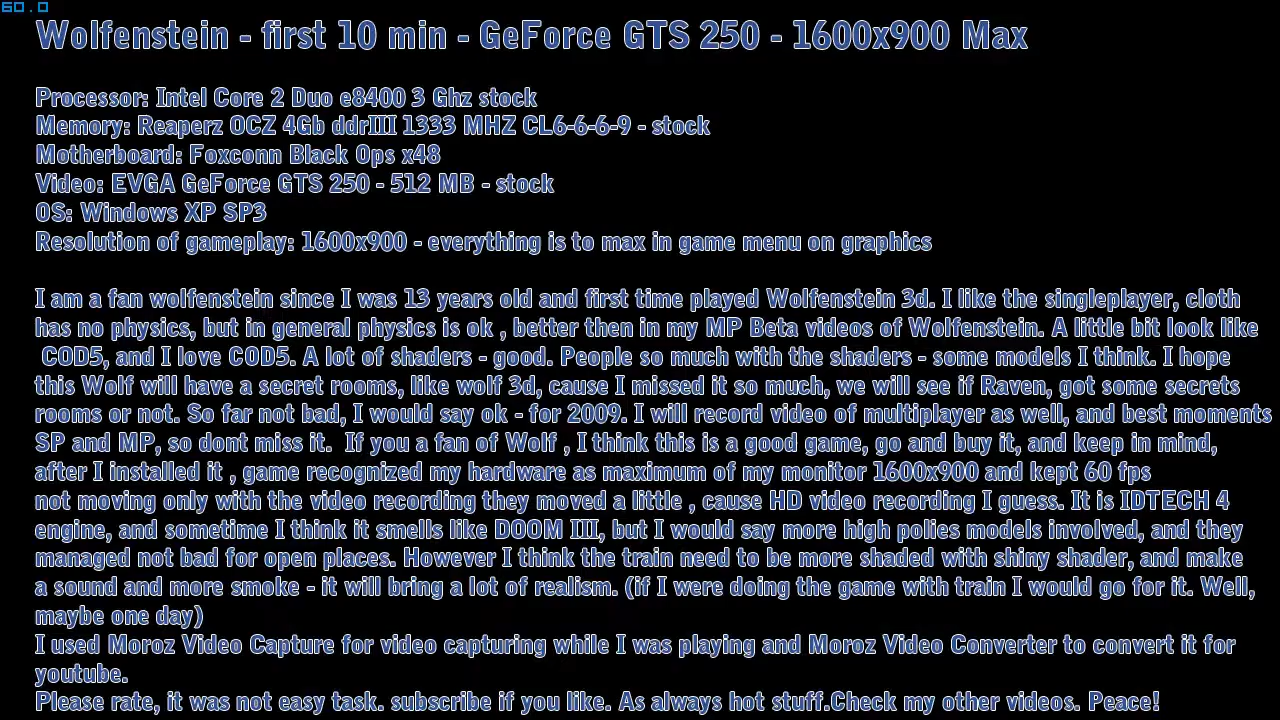 60.0
Wolfenstein - first 10 min - GeForce GTS 250 - 1600x900 Max
Processor: Intel Core 2 Duo e8400 3 Ghz stock
Memory: Reaperz OCZ 4Gb ddrIII 1333 MHZ CL6-6-6-9 - stock
Motherboard: Foxconn Black Ops x48
Video: EVGA GeForce GTS 250 - 512 MB - stock
OS: Windows XP SP3
Resolution of gameplay: 1600x900 - everything is to max in game menu on graphics
I am a fan wolfenstein since I was 13 years old and first time played Wolfenstein 3d. I like the singleplayer, cloth
has no physics, but in general physics is ok , better then in my MP Beta videos of Wolfenstein. A little bit look like
COD5, and I love COD5. A lot of shaders - good. People so much with the shaders - some models I think. I hope
this Wolf will have a secret rooms, like wolf 3d, cause I missed it so much, we will see if Raven, got some secrets
rooms or not. So far not bad, I would say ok - for 2009. I will record video of multiplayer as well, and best moments
SP and MP, so dont miss it.  If you a fan of Wolf , I think this is a good game, go and buy it, and keep in mind,
after I installed it , game recognized my hardware as maximum of my monitor 1600x900 and kept 60 fps
not moving only with the video recording they moved a little , cause HD video recording I guess. It is IDTECH 4
engine, and sometime I think it smells like DOOM III, but I would say more high polies models involved, and they
managed not bad for open places. However I think the train need to be more shaded with shiny shader, and make
a sound and more smoke - it will bring a lot of realism. (if I were doing the game with train I would go for it. Well,
maybe one day)
I used Moroz Video Capture for video capturing while I was playing and Moroz Video Converter to convert it for
youtube.
Please rate, it was not easy task. subscribe if you like. As always hot stuff.Check my other videos. Peace!